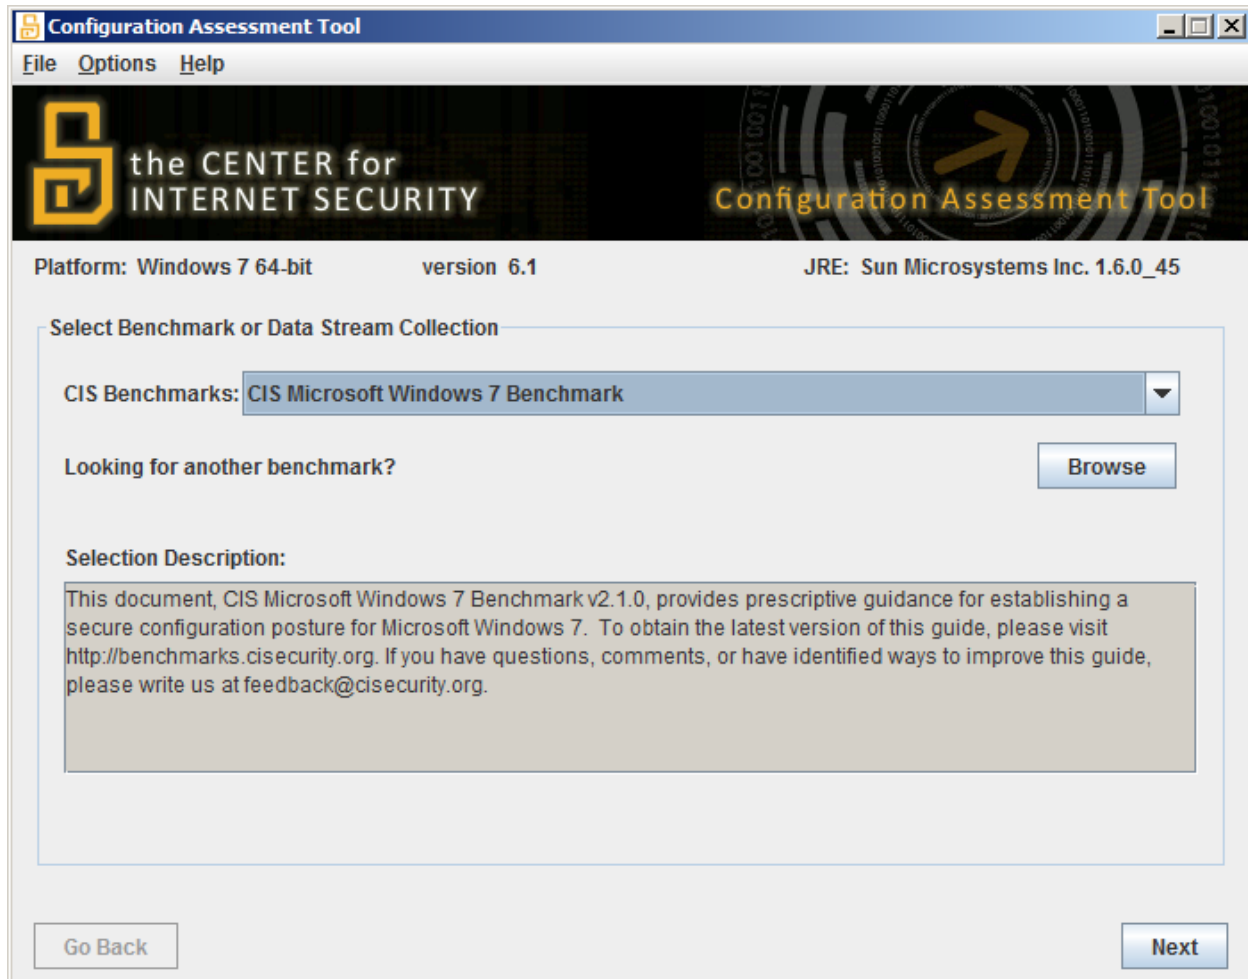 Configuration Assessment Tool
File Options Help
the CENTER for
INTERNET SECURITY
Configuration Assessment Tool
Platform: Windows 7 64-bit version 6.1 JRE: Sun Microsystems Inc. 1.6.0_45
Select Benchmark or Data Stream Collection
CIS Benchmarks: CIS Microsoft Windows 7 Benchmark
Looking for another benchmark? Browse
Selection Description:
This document, CIS Microsoft Windows 7 Benchmark v2.1.0, provides prescriptive guidance for establishing a
secure configuration posture for Microsoft Windows 7. To obtain the latest version of this guide, please visit
http://benchmarks.cisecurity.org. If you have questions, comments, or have identified ways to improve this guide,
please write us at feedback@cisecurity.org.
Go Back Next